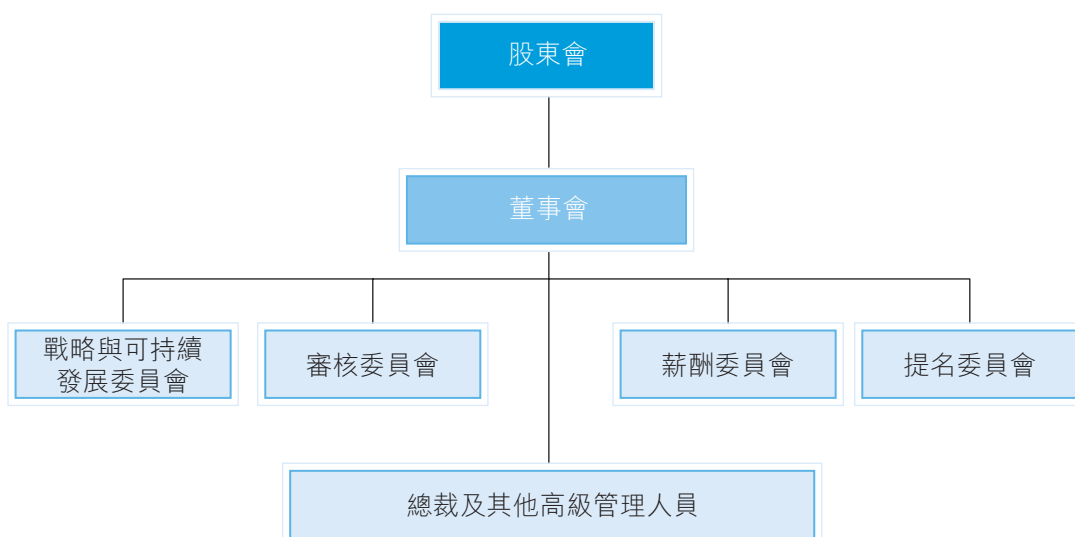 股東會
董事會
戰略與可持續
發展委員會
審核委員會
薪酬委員會
提名委員會
總裁及其他高級管理人員